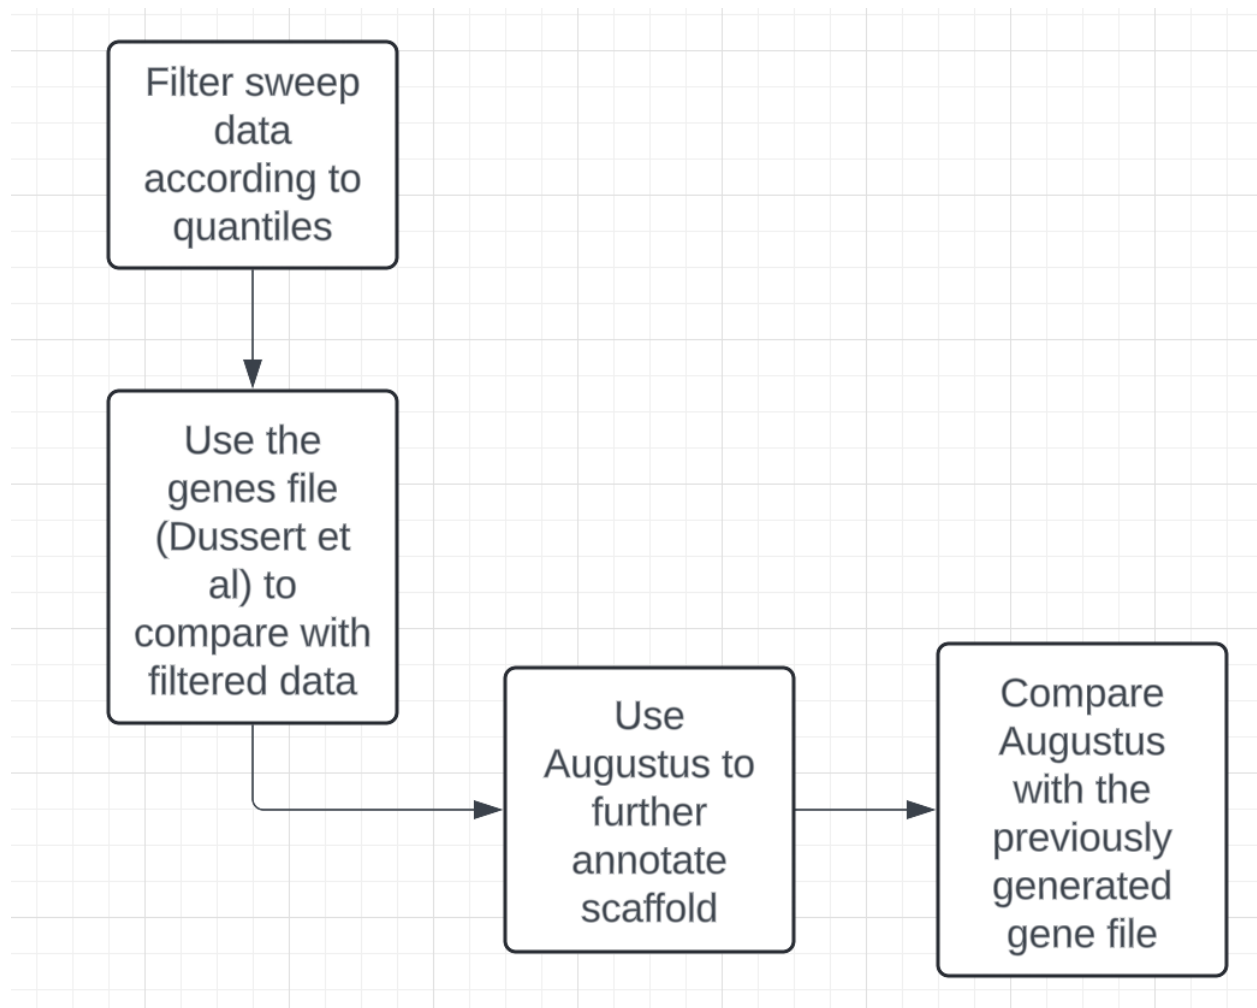 Filter sweep
data
according to
quantiles
Use the
genes file
(Dussert et
al) to
compare with
filtered data
Use
Augustus to
further
annotate
scaffold
Compare
Augustus
with the
previously
generated
gene file